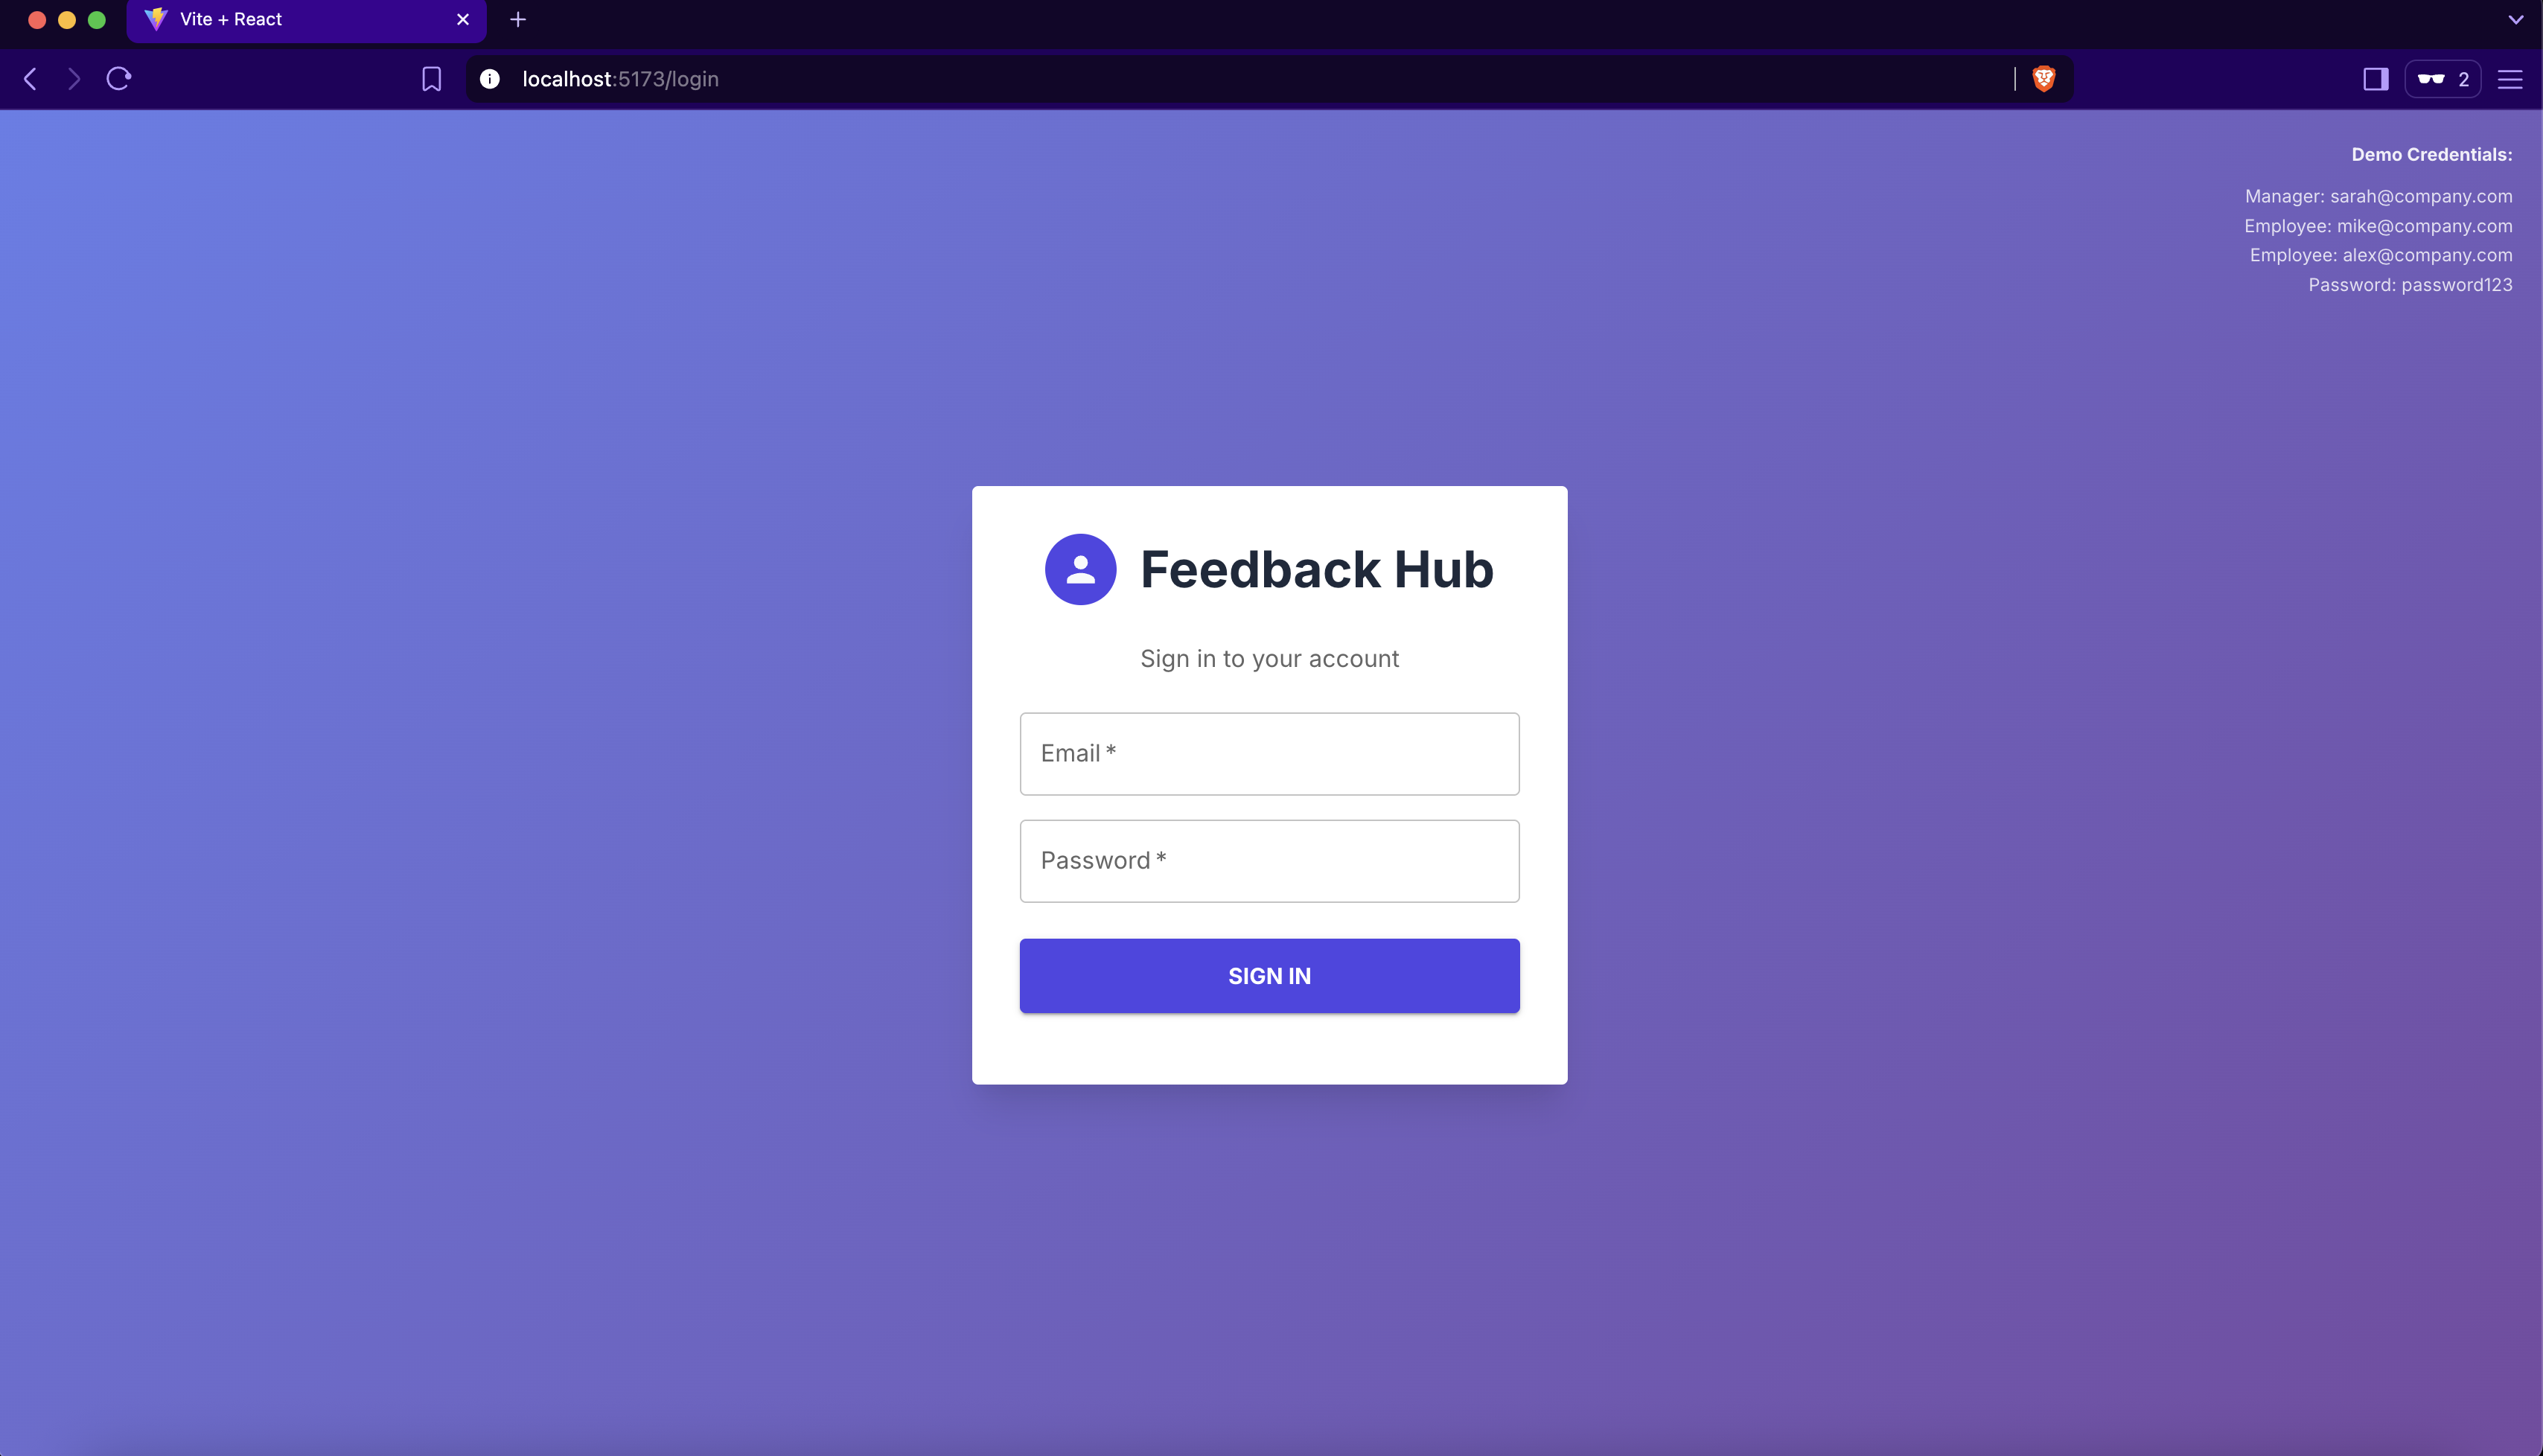 Vite + React
localhost:5173/login
2
Demo Credentials:
Manager: sarah@company.com
Employee: mike@company.com
Employee: alex@company.com
Password: password123
Feedback Hub
Sign in to your account
Email *
Password *
SIGN IN